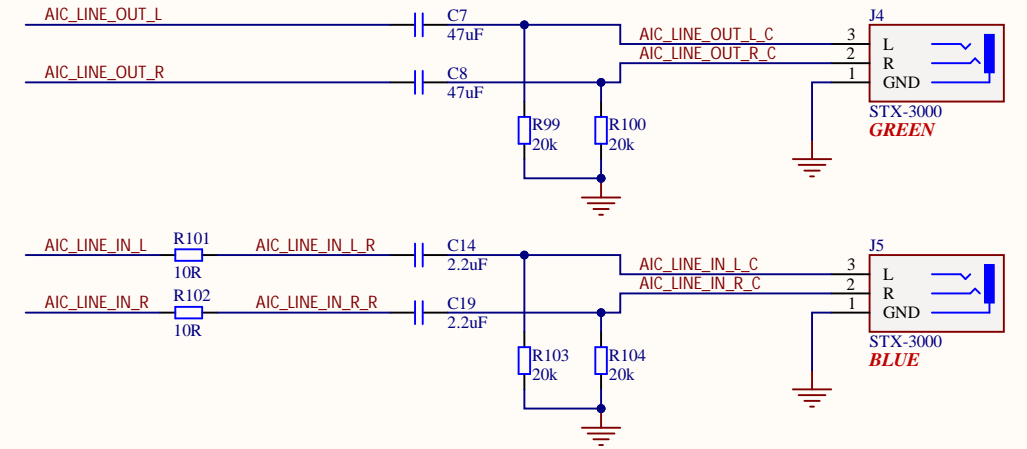 AIC_LINE_OUT_L
C7
47uF
AIC_LINE_OUT_R
C8
47uF
AIC_LINE_OUT_L_C
AIC_LINE_OUT_R_C
J4
3 L
2 R
1 GND
STX-3000
GREEN
R99
20k
R100
20k
AIC_LINE_IN_L
R101
10R
AIC_LINE_IN_L_R
C14
2.2uF
AIC_LINE_IN_R
R102
10R
AIC_LINE_IN_R_R
C19
2.2uF
AIC_LINE_IN_L_C
AIC_LINE_IN_R_C
J5
3 L
2 R
1 GND
STX-3000
BLUE
R103
20k
R104
20k